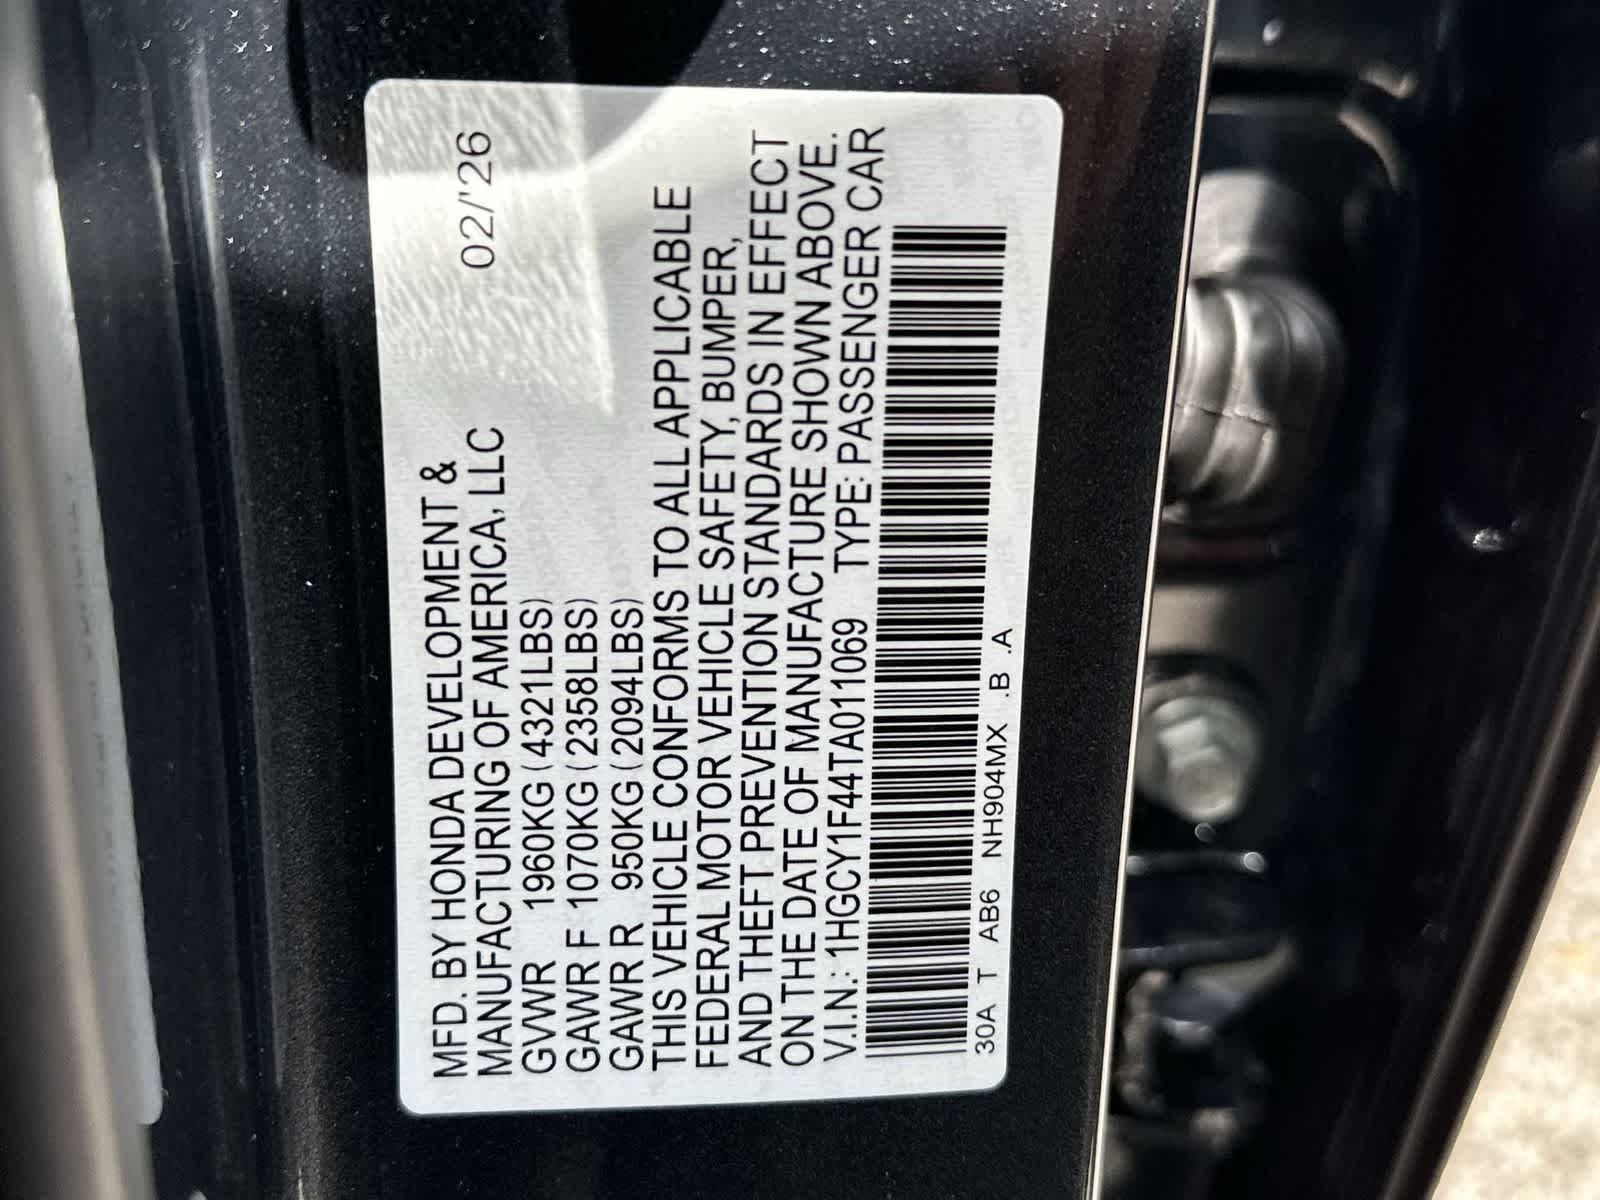 MFD. BY HONDA DEVELOPMENT &
MANUFACTURING OF AMERICA, LLC 02/'26
GVWR 1960KG (4321LBS)
GAWR F 1070KG (2358LBS)
GAWR R 950KG (2094LBS)
THIS VEHICLE CONFORMS TO ALL APPLICABLE
FEDERAL MOTOR VEHICLE SAFETY, BUMPER,
AND THEFT PREVENTION STANDARDS IN EFFECT
ON THE DATE OF MANUFACTURE SHOWN ABOVE.
V.I.N.: 1HGCY1F44TA011069 TYPE: PASSENGER CAR
30A T AB6 NH904MX .B .A